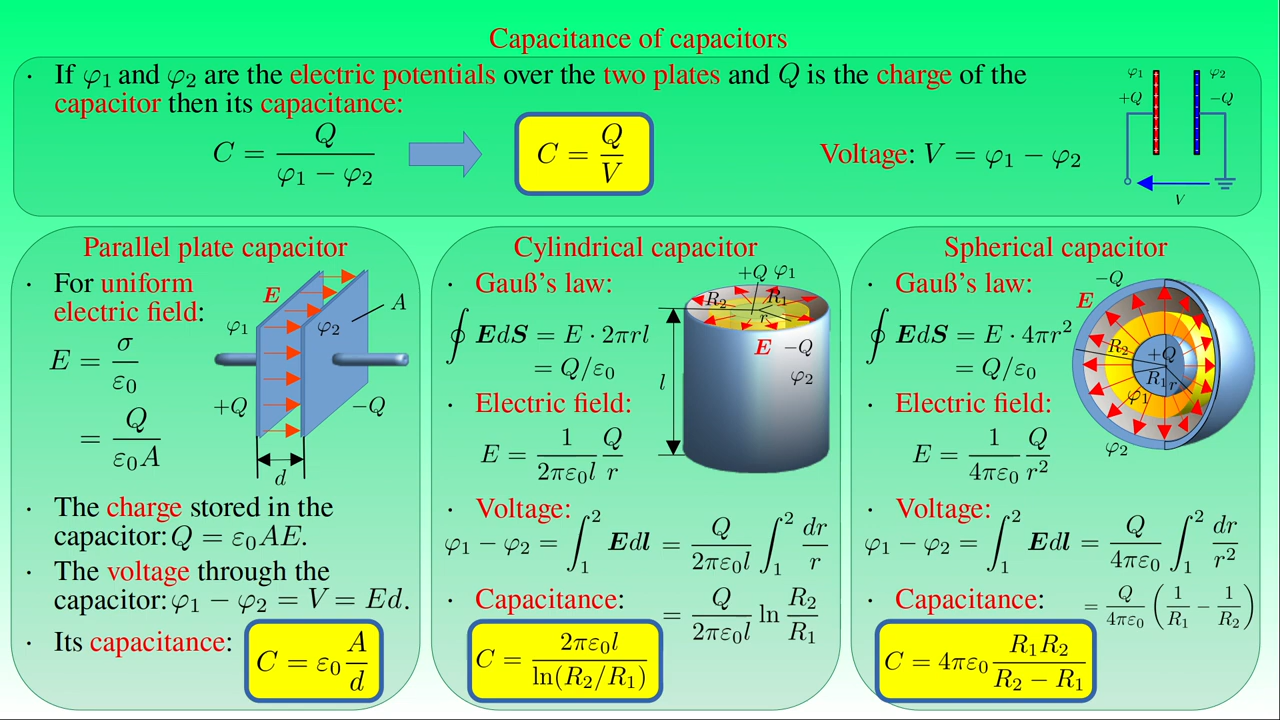 Capacitance of capacitors
· If φ₁ and φ₂ are the electric potentials over the two plates and Q is the charge of the
capacitor then its capacitance:
C = Q/(φ₁ − φ₂)
C = Q/V
Voltage: V = φ₁ − φ₂
φ₁ φ₂
+Q −Q
V
Parallel plate capacitor
· For uniform
electric field:
E = σ/ε₀
= Q/(ε₀A)
E
A
φ₁ φ₂
+Q −Q
d
· The charge stored in the
capacitor: Q = ε₀AE.
· The voltage through the
capacitor: φ₁ − φ₂ = V = Ed.
· Its capacitance:
C = ε₀ A/d
Cylindrical capacitor
· Gauß's law:
∮ EdS = E · 2πrl
= Q/ε₀
+Q φ₁
R₂ R₁
r
E −Q
φ₂
l
· Electric field:
E = 1/(2πε₀l) Q/r
· Voltage:
φ₁ − φ₂ = ∫₁² Edl = Q/(2πε₀l) ∫₁² dr/r
= Q/(2πε₀l) ln R₂/R₁
· Capacitance:
C = 2πε₀l/ln(R₂/R₁)
Spherical capacitor
· Gauß's law:
∮ EdS = E · 4πr²
= Q/ε₀
−Q
E
R₂ +Q
R₁ r
φ₁
φ₂
· Electric field:
E = 1/(4πε₀) Q/r²
· Voltage:
φ₁ − φ₂ = ∫₁² Edl = Q/(4πε₀) ∫₁² dr/r²
= Q/(4πε₀) (1/R₁ − 1/R₂)
· Capacitance:
C = 4πε₀ R₁R₂/(R₂ − R₁)